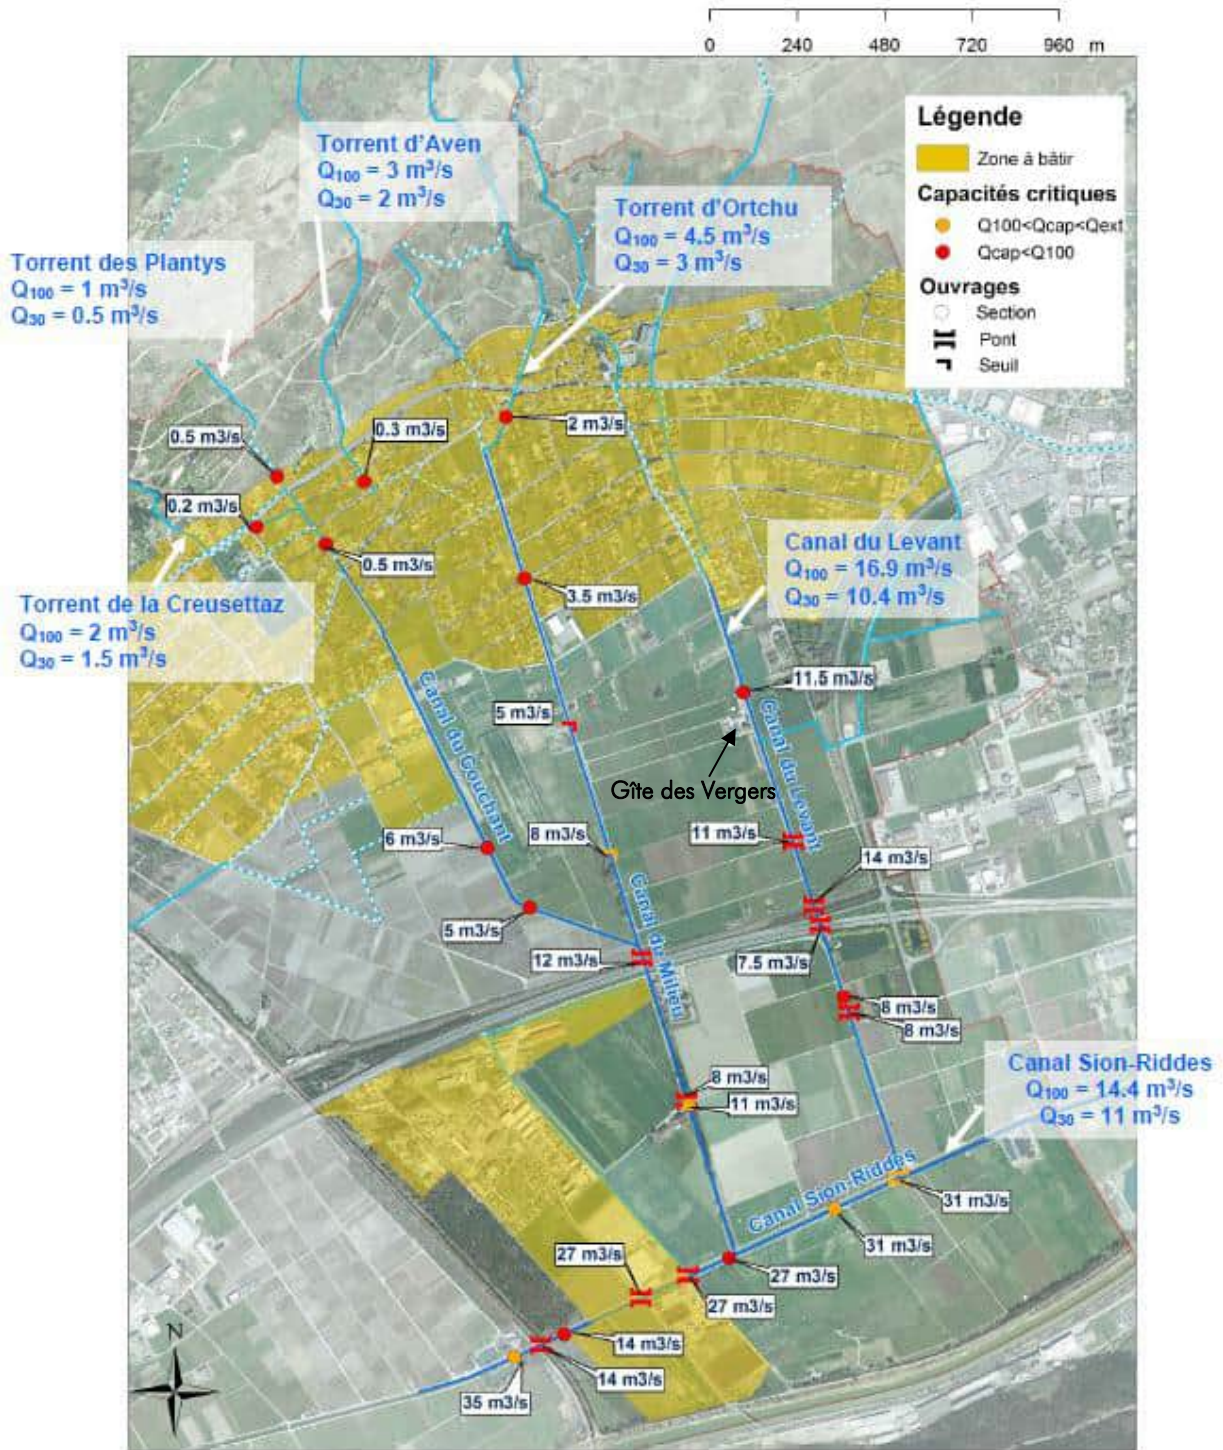 0 240 480 720 960 m
Légende
Zone à bâtir
Capacités critiques
Q100<Qcap<Qext
Qcap<Q100
Ouvrages
Section
Pont
Seuil
Torrent d'Aven
Q100 = 3 m³/s
Q30 = 2 m³/s
Torrent d'Ortchu
Q100 = 4.5 m³/s
Q30 = 3 m³/s
Torrent des Plantys
Q100 = 1 m³/s
Q30 = 0.5 m³/s
0.5 m3/s
0.3 m3/s
2 m3/s
0.2 m3/s
0.5 m3/s
3.5 m3/s
Canal du Levant
Q100 = 16.9 m³/s
Q30 = 10.4 m³/s
Torrent de la Creusettaz
Q100 = 2 m³/s
Q30 = 1.5 m³/s
11.5 m3/s
5 m3/s
Canal du Couchant
Canal du Levant
Gîte des Vergers
6 m3/s
8 m3/s
11 m3/s
14 m3/s
5 m3/s
12 m3/s
Canal du Milieu
7.5 m3/s
8 m3/s
8 m3/s
8 m3/s
11 m3/s
Canal Sion-Riddes
Q100 = 14.4 m³/s
Q30 = 11 m³/s
Canal Sion-Riddes
31 m3/s
31 m3/s
27 m3/s
27 m3/s
27 m3/s
14 m3/s
14 m3/s
35 m3/s
N